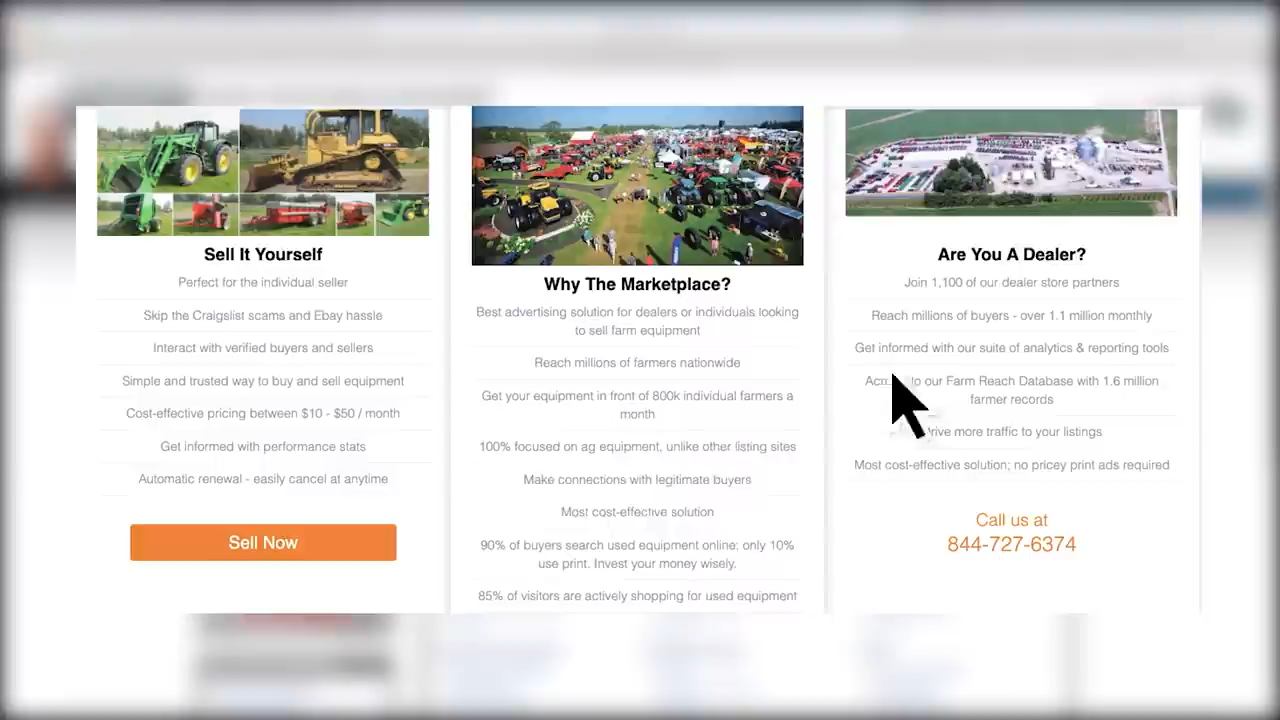 Sell It Yourself
Perfect for the individual seller
Skip the Craigslist scams and Ebay hassle
Interact with verified buyers and sellers
Simple and trusted way to buy and sell equipment
Cost-effective pricing between $10 - $50 / month
Get informed with performance stats
Automatic renewal - easily cancel at anytime
Sell Now
Why The Marketplace?
Best advertising solution for dealers or individuals looking
to sell farm equipment
Reach millions of farmers nationwide
Get your equipment in front of 800k individual farmers a
month
100% focused on ag equipment, unlike other listing sites
Make connections with legitimate buyers
Most cost-effective solution
90% of buyers search used equipment online; only 10%
use print. Invest your money wisely.
85% of visitors are actively shopping for used equipment
Are You A Dealer?
Join 1,100 of our dealer store partners
Reach millions of buyers - over 1.1 million monthly
Get informed with our suite of analytics & reporting tools
to our Farm Reach Database with 1.6 million
farmer records
more traffic to your listings
Most cost-effective solution; no pricey print ads required
Call us at
844-727-6374